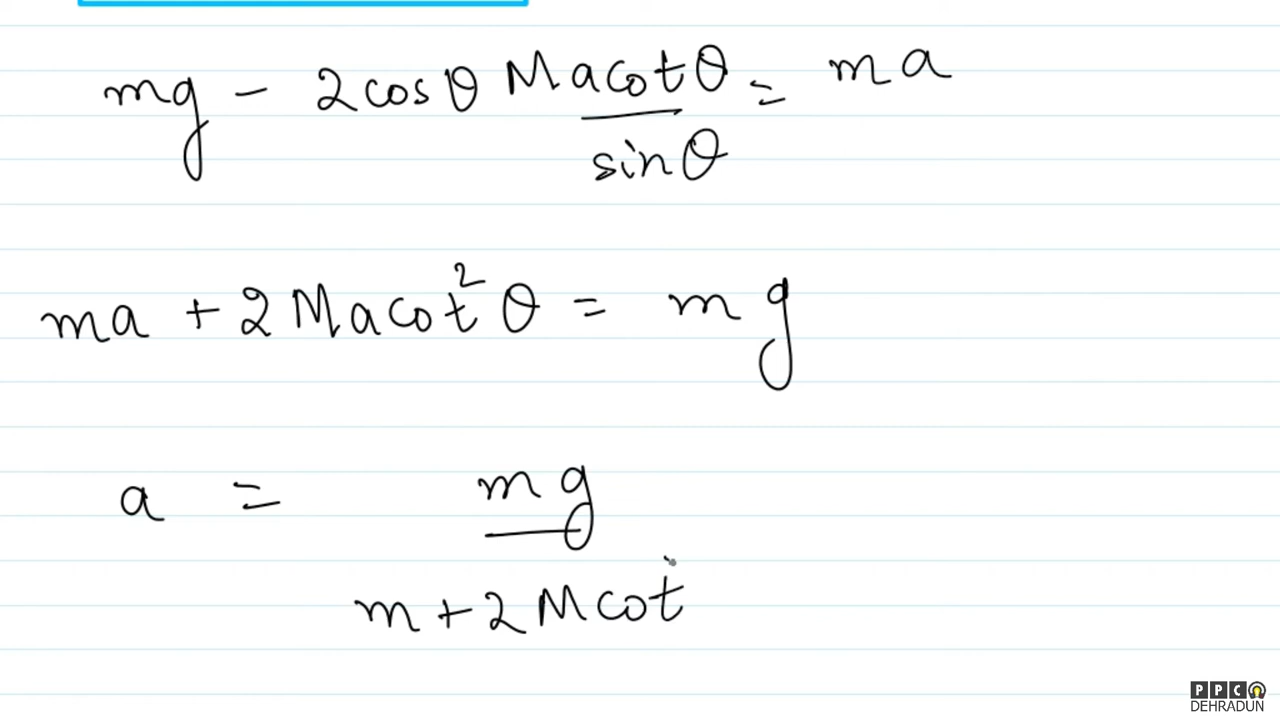 mg - 2cosθ Macotθ/sinθ = ma
ma + 2Macot²θ = mg
a = mg/m+2Mcot
PPC
DEHRADUN